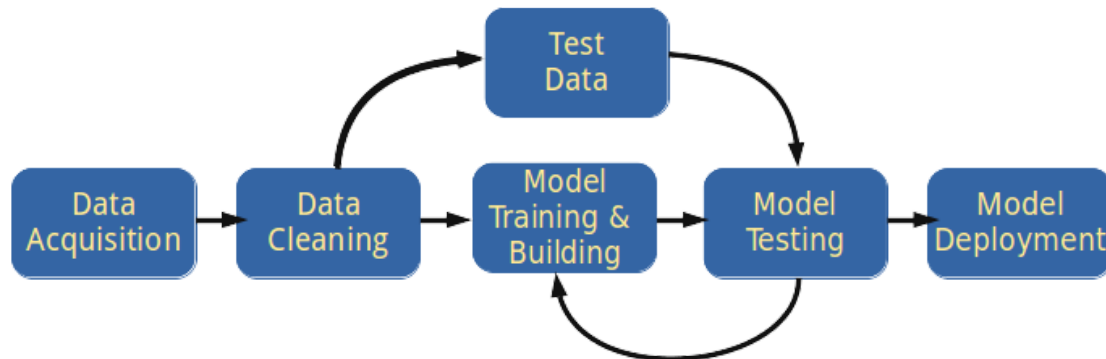 Test
Data
Data
Acquisition
Data
Cleaning
Model
Training &
Building
Model
Testing
Model
Deployment